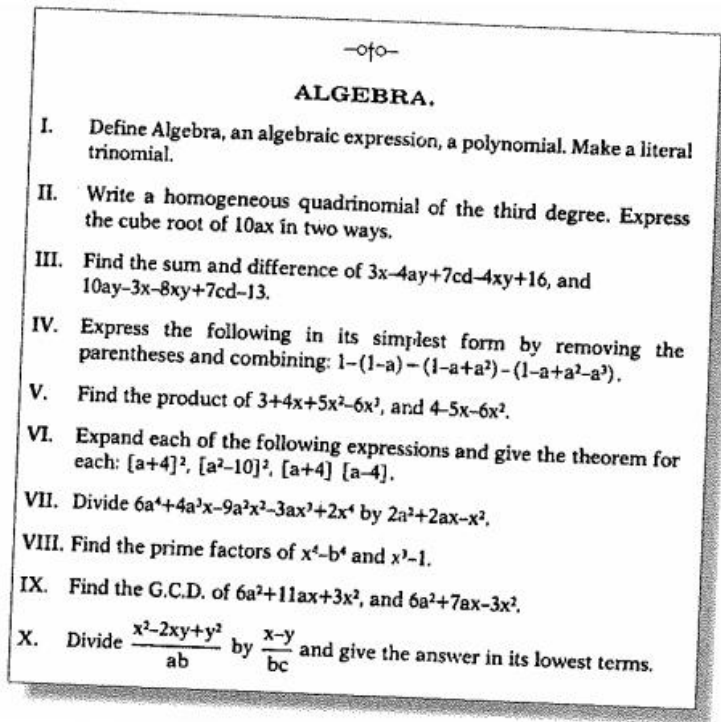 ALGEBRA.
I. Define Algebra, an algebraic expression, a polynomial. Make a literal
trinomial.
II. Write a homogeneous quadrinomial of the third degree. Express
the cube root of 10ax in two ways.
III. Find the sum and difference of 3x–4ay+7cd–4xy+16, and
10ay–3x–8xy+7cd–13.
IV. Express the following in its simplest form by removing the
parentheses and combining: 1–(1–a)–(1–a+a²)–(1–a+a²–a³).
V. Find the product of 3+4x+5x²–6x³, and 4–5x–6x².
VI. Expand each of the following expressions and give the theorem for
each: [a+4]², [a²–10]², [a+4] [a–4].
VII. Divide 6a⁴+4a³x–9a²x²–3ax³+2x⁴ by 2a²+2ax–x².
VIII. Find the prime factors of x⁴–b⁴ and x³–1.
IX. Find the G.C.D. of 6a²+11ax+3x², and 6a²+7ax–3x².
X. Divide x²–2xy+y²/ab by x–y/bc and give the answer in its lowest terms.